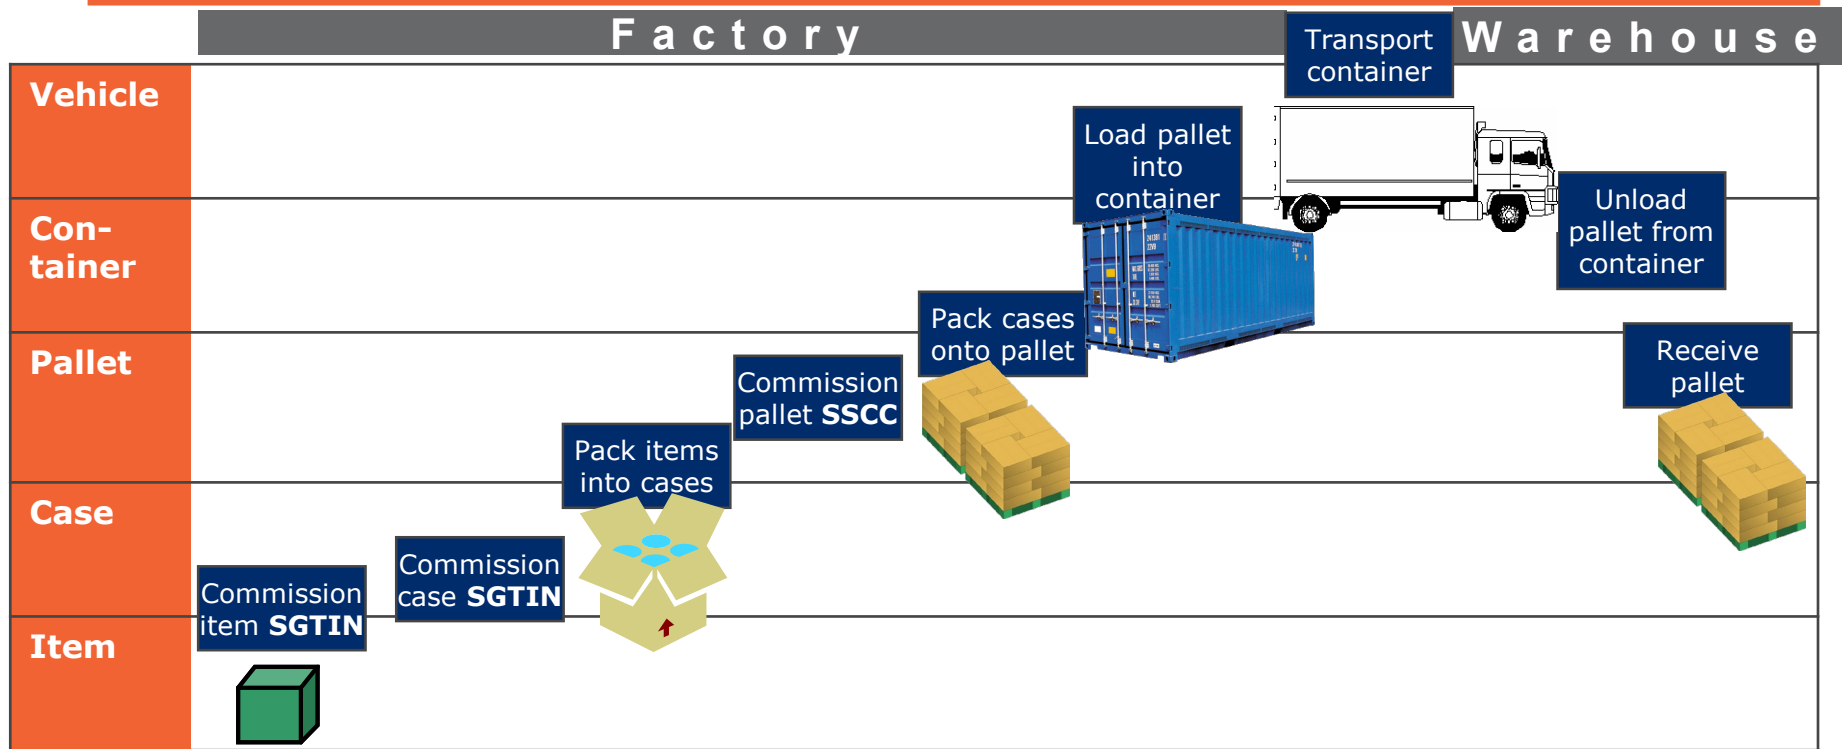 Factory
Warehouse
Transport
container
Vehicle
Load pallet
into
container
Unload
pallet from
container
Con-
tainer
Pack cases
onto pallet
Receive
pallet
Pallet
Commission
pallet SSCC
Pack items
into cases
Case
Commission
case SGTIN
Commission
item SGTIN
Item